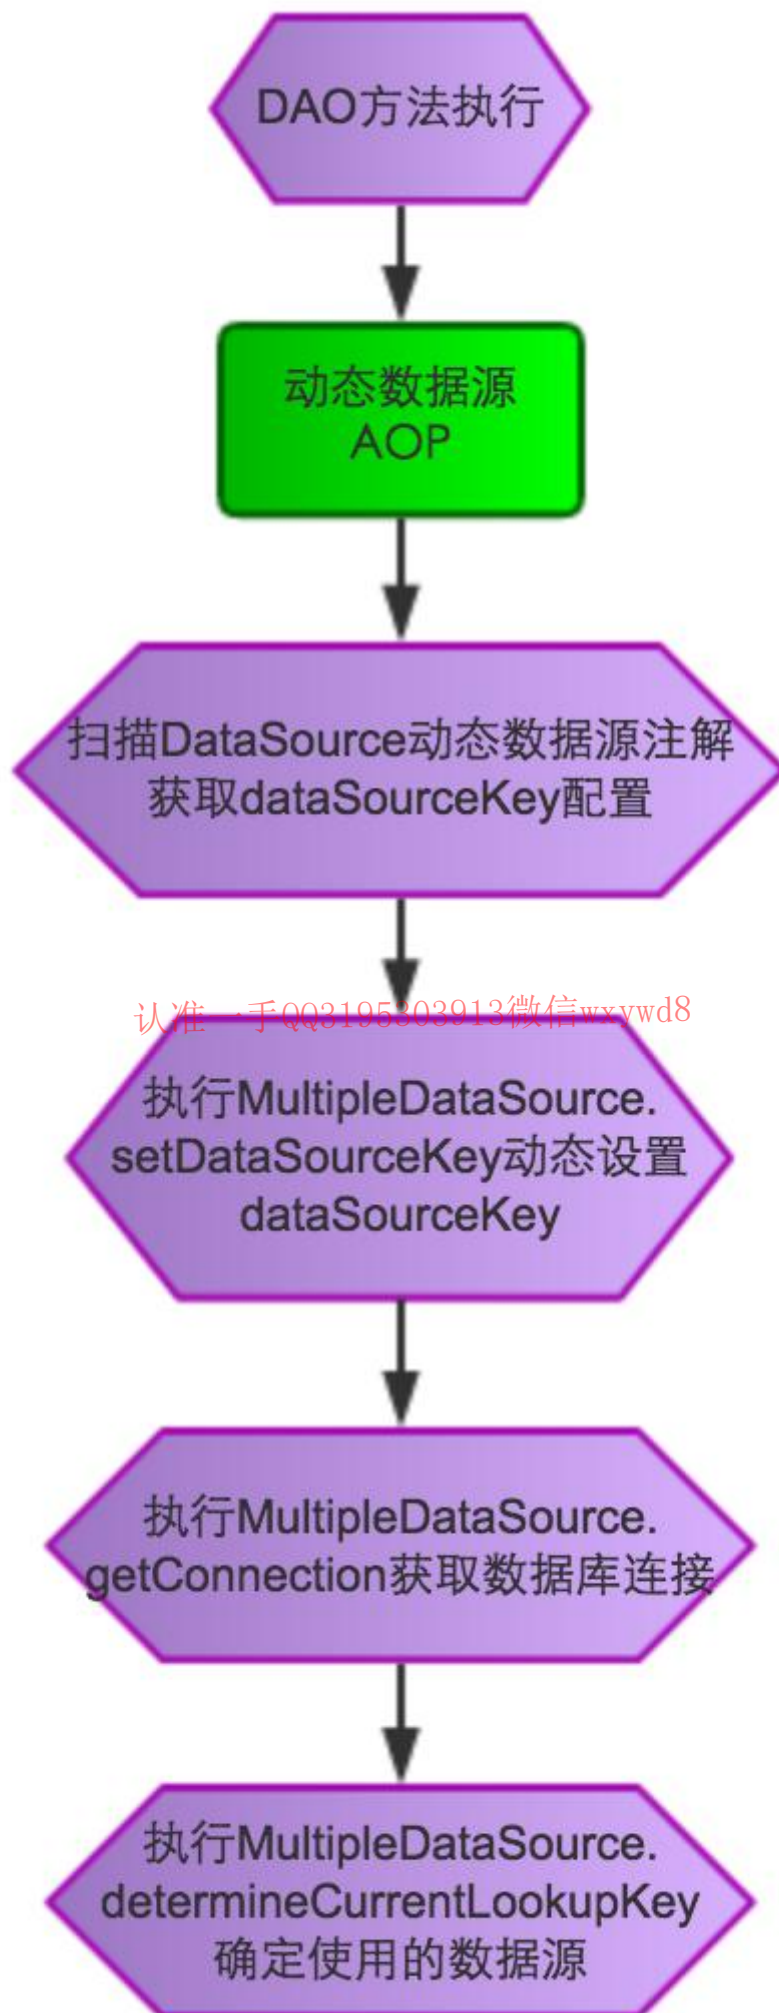 DAO方法执行
动态数据源
AOP
扫描DataSource动态数据源注解
获取dataSourceKey配置
认准一手QQ3195303913微信wxywd8
执行MultipleDataSource.
setDataSourceKey动态设置
dataSourceKey
执行MultipleDataSource.
getConnection获取数据库连接
执行MultipleDataSource.
determineCurrentLookupKey
确定使用的数据源